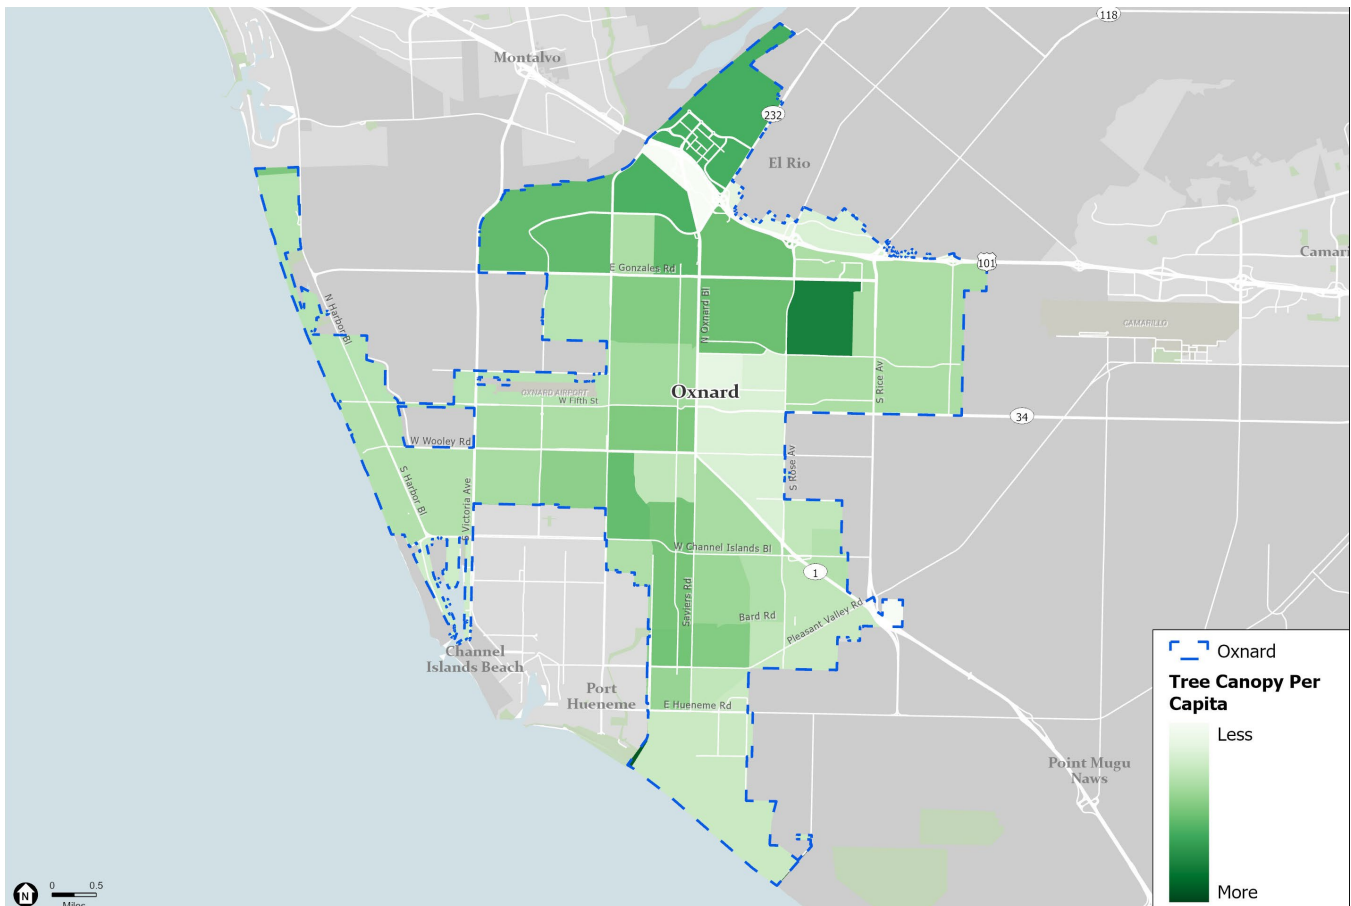 118
Montalvo
232
El Rio
Camari
101
E Gonzales Rd
N Oxnard Bl
N Harbor Bl
CAMARILLO
S Rice Av
Oxnard
OXNARD AIRPORT
W Fifth St
34
W Wooley Rd
S Rose Av
S Harbor Bl
S Victoria Ave
W Channel Islands Bl
1
Saviers Rd
Bard Rd
Pleasant Valley Rd
Channel
Islands Beach
Port
Hueneme
E Hueneme Rd
Point Mugu
Naws
Oxnard
Tree Canopy Per
Capita
Less
More
N
0 0.5
Miles